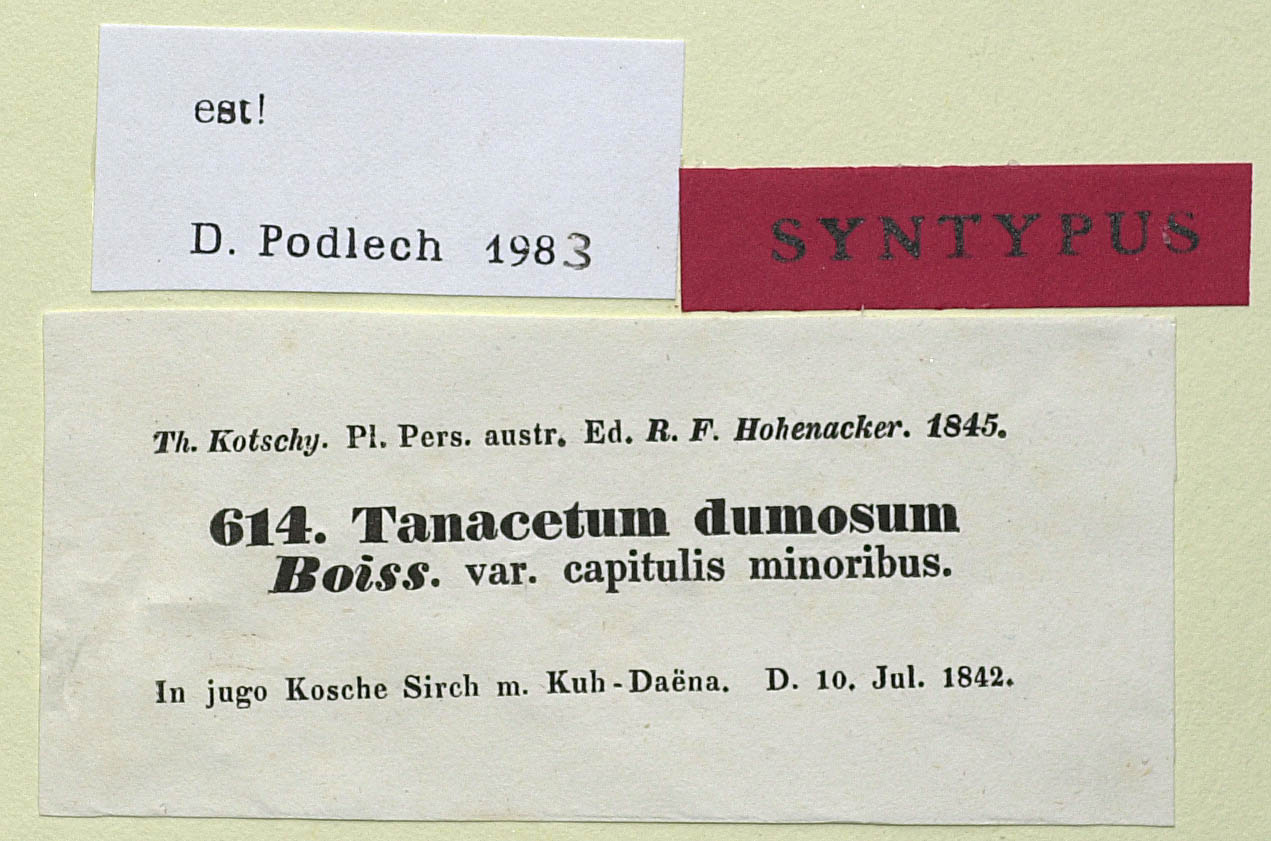 est!
D. Podlech 1983
SYNTYPUS
Th. Kotschy. Pl. Pers. austr. Ed. R. F. Hohenacker. 1845.
614. Tanacetum dumosum
Boiss. var. capitulis minoribus.
In jugo Kosche Sirch m. Kuh-Daëna. D. 10. Jul. 1842.